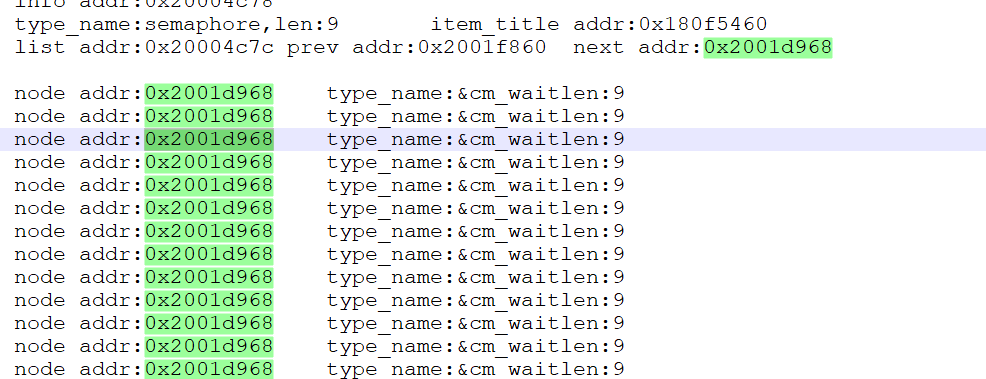 info addr:0x20004c78
type_name:semaphore,len:9 item_title addr:0x180f5460
list addr:0x20004c7c prev addr:0x2001f860 next addr:0x2001d968
node addr:0x2001d968 type_name:&cm_waitlen:9
node addr:0x2001d968 type_name:&cm_waitlen:9
node addr:0x2001d968 type_name:&cm_waitlen:9
node addr:0x2001d968 type_name:&cm_waitlen:9
node addr:0x2001d968 type_name:&cm_waitlen:9
node addr:0x2001d968 type_name:&cm_waitlen:9
node addr:0x2001d968 type_name:&cm_waitlen:9
node addr:0x2001d968 type_name:&cm_waitlen:9
node addr:0x2001d968 type_name:&cm_waitlen:9
node addr:0x2001d968 type_name:&cm_waitlen:9
node addr:0x2001d968 type_name:&cm_waitlen:9
node addr:0x2001d968 type_name:&cm_waitlen:9
node addr:0x2001d968 type_name:&cm_waitlen:9